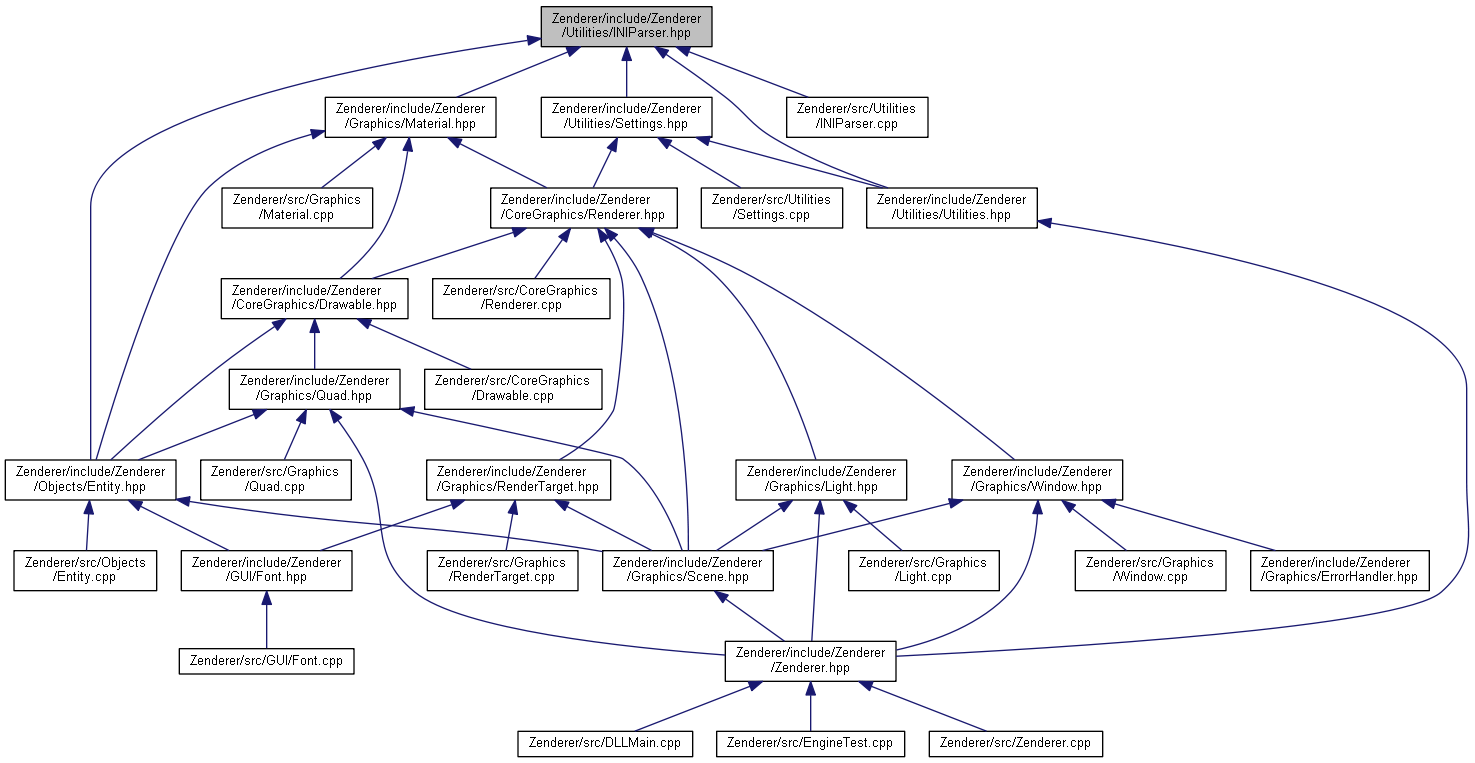 Zenderer/include/Zenderer
/Utilities/INIParser.hpp
Zenderer/include/Zenderer
/Graphics/Material.hpp
Zenderer/include/Zenderer
/Utilities/Settings.hpp
Zenderer/src/Utilities
/INIParser.cpp
Zenderer/src/Graphics
/Material.cpp
Zenderer/include/Zenderer
/CoreGraphics/Renderer.hpp
Zenderer/src/Utilities
/Settings.cpp
Zenderer/include/Zenderer
/Utilities/Utilities.hpp
Zenderer/include/Zenderer
/CoreGraphics/Drawable.hpp
Zenderer/src/CoreGraphics
/Renderer.cpp
Zenderer/include/Zenderer
/Graphics/Quad.hpp
Zenderer/src/CoreGraphics
/Drawable.cpp
Zenderer/include/Zenderer
/Objects/Entity.hpp
Zenderer/src/Graphics
/Quad.cpp
Zenderer/include/Zenderer
/Graphics/RenderTarget.hpp
Zenderer/include/Zenderer
/Graphics/Light.hpp
Zenderer/include/Zenderer
/Graphics/Window.hpp
Zenderer/src/Objects
/Entity.cpp
Zenderer/include/Zenderer
/GUI/Font.hpp
Zenderer/src/Graphics
/RenderTarget.cpp
Zenderer/include/Zenderer
/Graphics/Scene.hpp
Zenderer/src/Graphics
/Light.cpp
Zenderer/src/Graphics
/Window.cpp
Zenderer/include/Zenderer
/Graphics/ErrorHandler.hpp
Zenderer/src/GUI/Font.cpp
Zenderer/include/Zenderer
/Zenderer.hpp
Zenderer/src/DLLMain.cpp
Zenderer/src/EngineTest.cpp
Zenderer/src/Zenderer.cpp